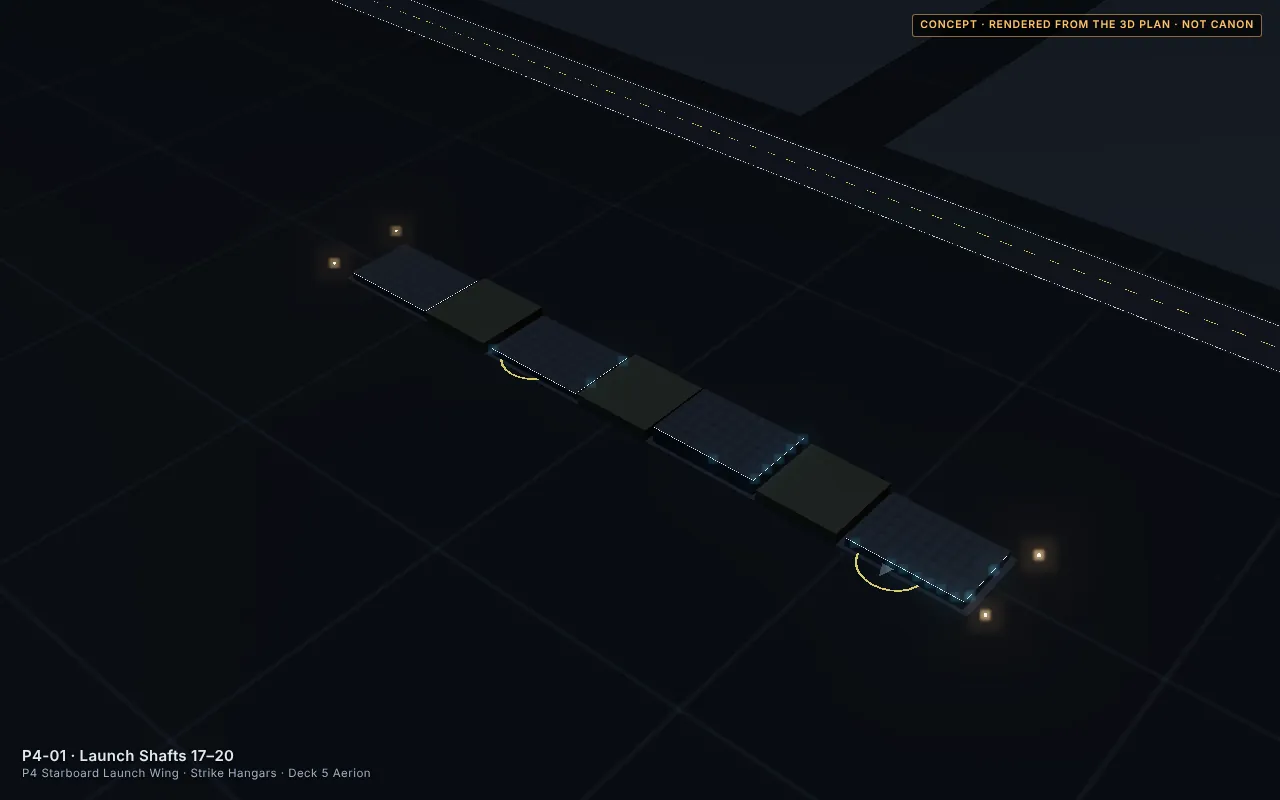 CONCEPT · RENDERED FROM THE 3D PLAN · NOT CANON
P4-01 · Launch Shafts 17–20
P4 Starboard Launch Wing · Strike Hangars · Deck 5 Aerion